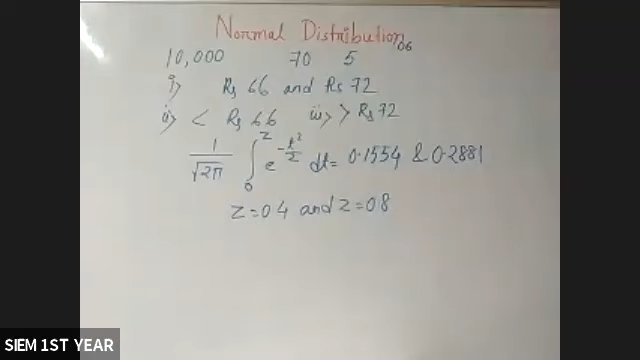 Normal Distribution 06
10,000 70 5
i) Rs 66 and Rs 72
ii) < Rs 66 iii) > Rs 72
1/√2π ∫₀ᶻ e^(-t²/2) dt = 0.1554 & 0.2881
Z = 0.4 and Z = 0.8
SIEM 1ST YEAR